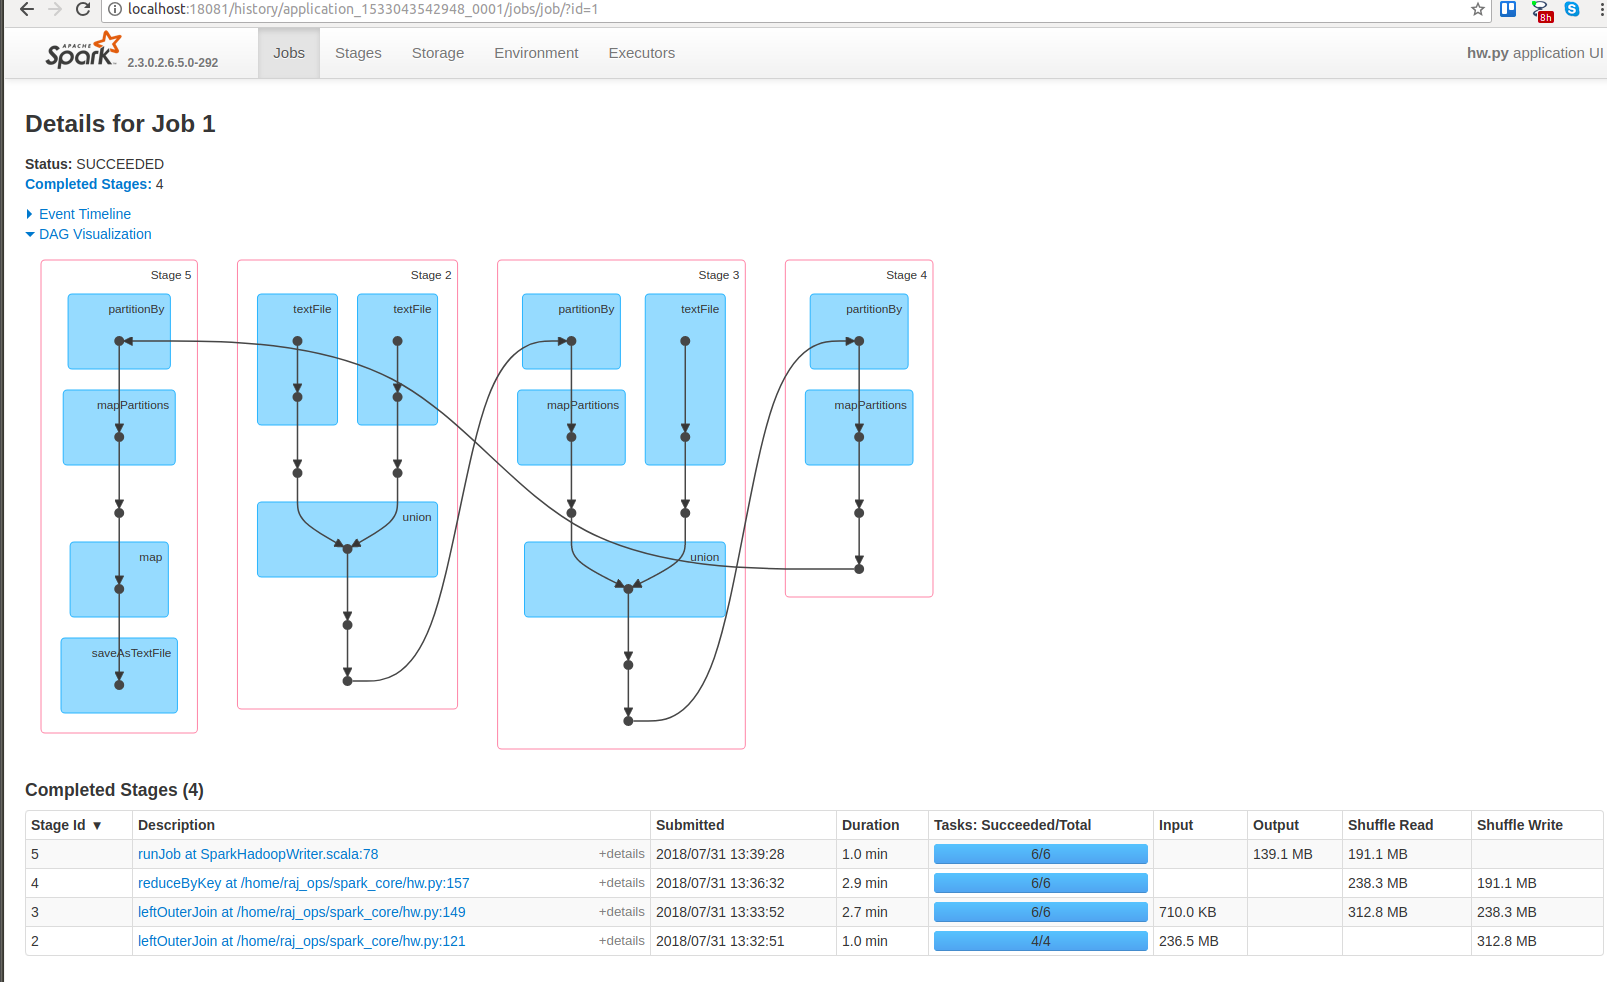 localhost:18081/history/application_1533043542948_0001/jobs/job/?id=1
8h
APACHE
Spark 2.3.0.2.6.5.0-292 Jobs Stages Storage Environment Executors hw.py application UI
Details for Job 1
Status: SUCCEEDED
Completed Stages: 4
Event Timeline
DAG Visualization
Stage 5 Stage 2 Stage 3 Stage 4
partitionBy textFile textFile partitionBy textFile partitionBy
mapPartitions mapPartitions mapPartitions
union
map union
saveAsTextFile
Completed Stages (4)
Stage Id ▼ Description Submitted Duration Tasks: Succeeded/Total Input Output Shuffle Read Shuffle Write
5 runJob at SparkHadoopWriter.scala:78 +details 2018/07/31 13:39:28 1.0 min 6/6 139.1 MB 191.1 MB
4 reduceByKey at /home/raj_ops/spark_core/hw.py:157 +details 2018/07/31 13:36:32 2.9 min 6/6 238.3 MB 191.1 MB
3 leftOuterJoin at /home/raj_ops/spark_core/hw.py:149 +details 2018/07/31 13:33:52 2.7 min 6/6 710.0 KB 312.8 MB 238.3 MB
2 leftOuterJoin at /home/raj_ops/spark_core/hw.py:121 +details 2018/07/31 13:32:51 1.0 min 4/4 236.5 MB 312.8 MB